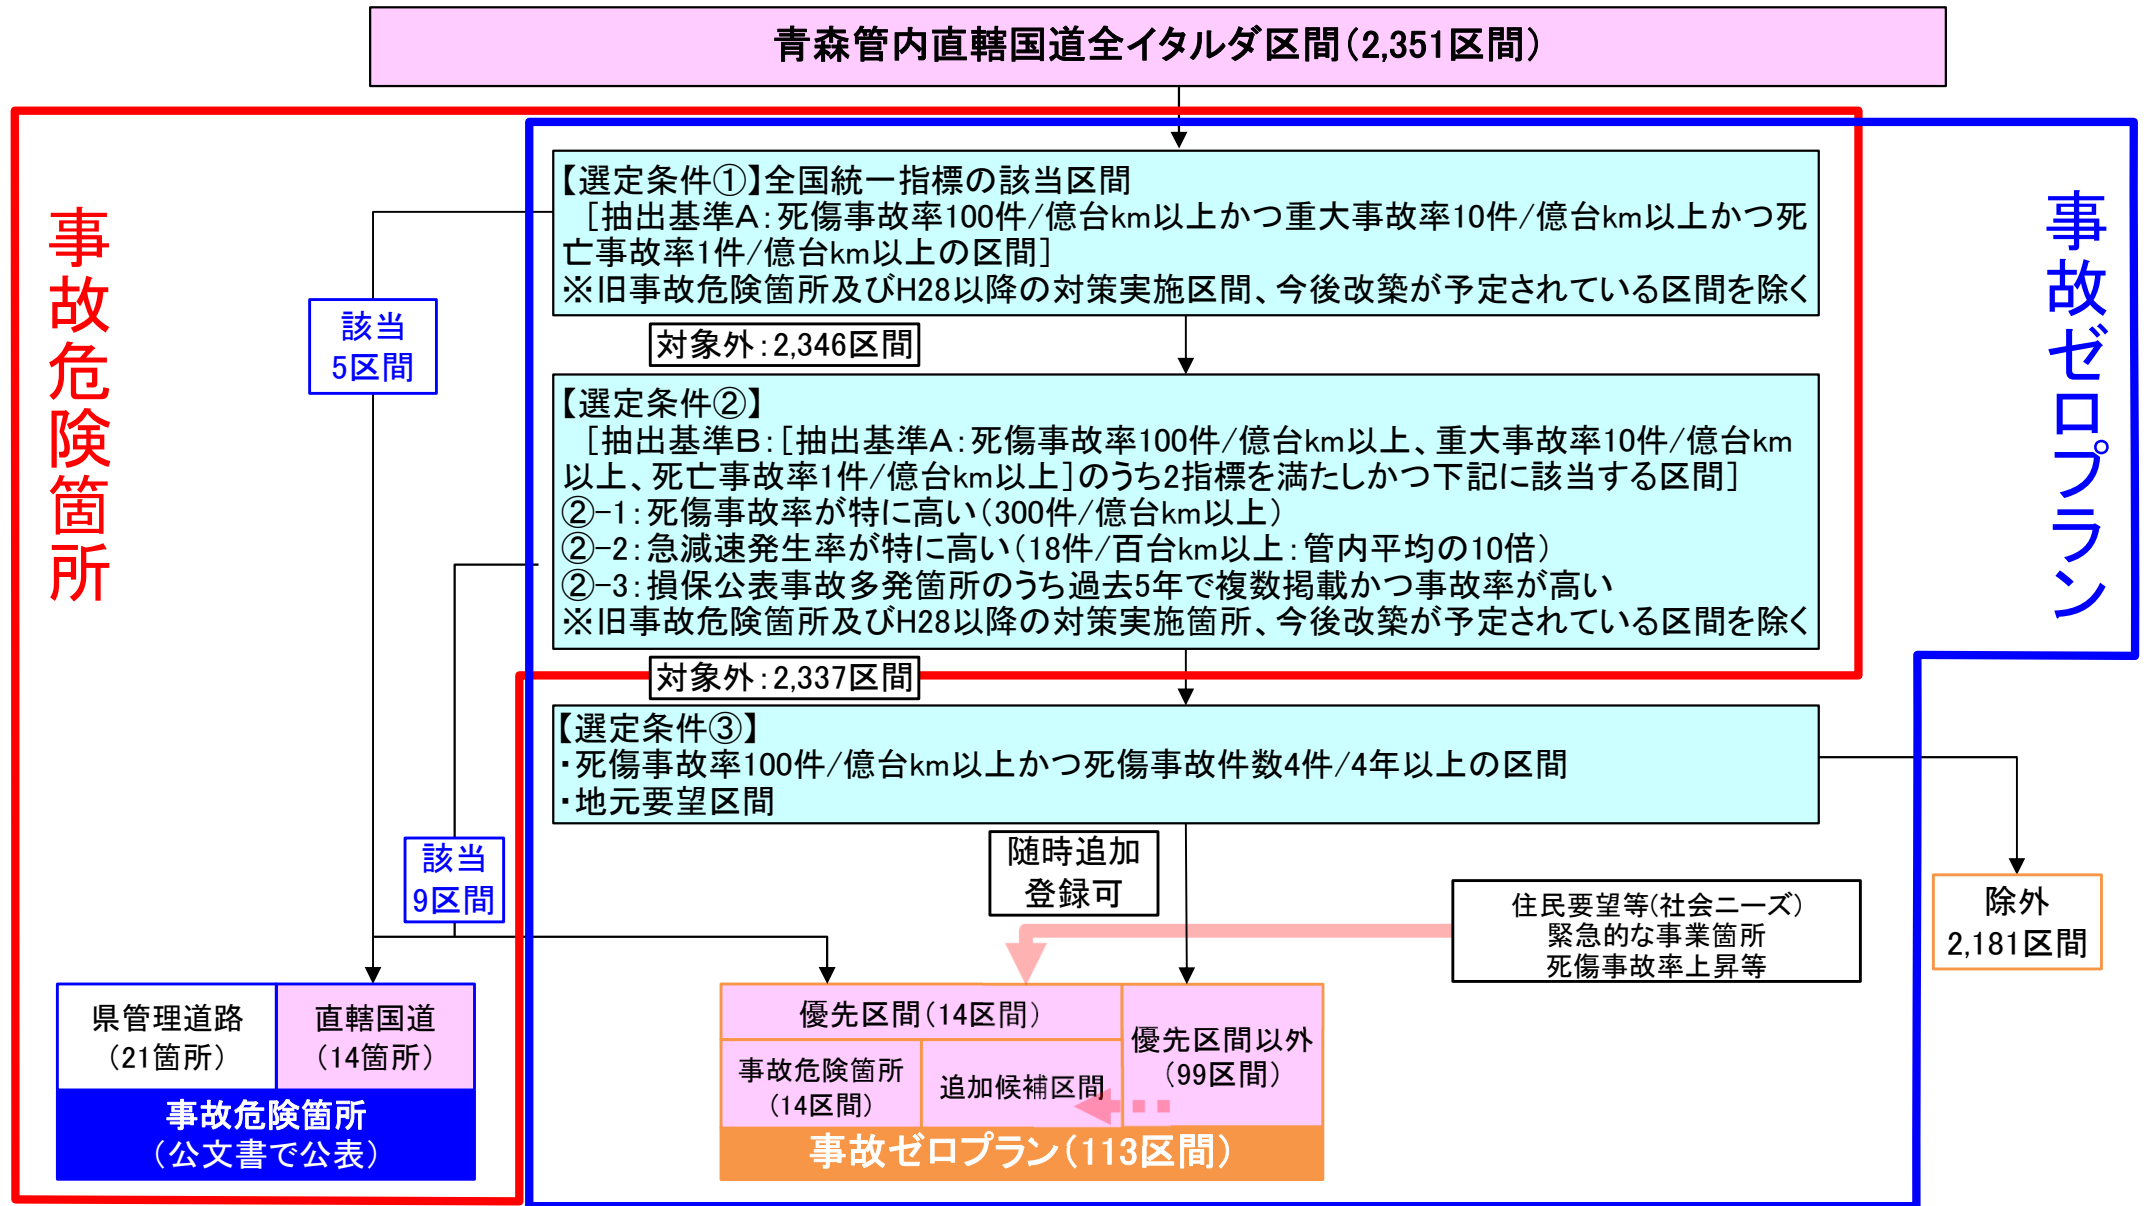 青森管内直轄国道全イタルダ区間(2,351区間)
事故危険箇所
事故ゼロプラン
【選定条件①】全国統一指標の該当区間
[抽出基準A:死傷事故率100件/億台km以上かつ重大事故率10件/億台km以上かつ死
亡事故率1件/億台km以上の区間]
※旧事故危険箇所及びH28以降の対策実施区間、今後改築が予定されている区間を除く
該当
5区間
対象外:2,346区間
【選定条件②】
[抽出基準B:[抽出基準A:死傷事故率100件/億台km以上、重大事故率10件/億台km
以上、死亡事故率1件/億台km以上]のうち2指標を満たしかつ下記に該当する区間]
②-1:死傷事故率が特に高い(300件/億台km以上)
②-2:急減速発生率が特に高い(18件/百台km以上:管内平均の10倍)
②-3:損保公表事故多発箇所のうち過去5年で複数掲載かつ事故率が高い
※旧事故危険箇所及びH28以降の対策実施箇所、今後改築が予定されている区間を除く
対象外:2,337区間
【選定条件③】
・死傷事故率100件/億台km以上かつ死傷事故件数4件/4年以上の区間
・地元要望区間
該当
9区間
随時追加
登録可
住民要望等(社会ニーズ)
緊急的な事業箇所
死傷事故率上昇等
除外
2,181区間
県管理道路
(21箇所)
直轄国道
(14箇所)
事故危険箇所
(公文書で公表)
優先区間(14区間)
事故危険箇所
(14区間)
追加候補区間
優先区間以外
(99区間)
事故ゼロプラン(113区間)